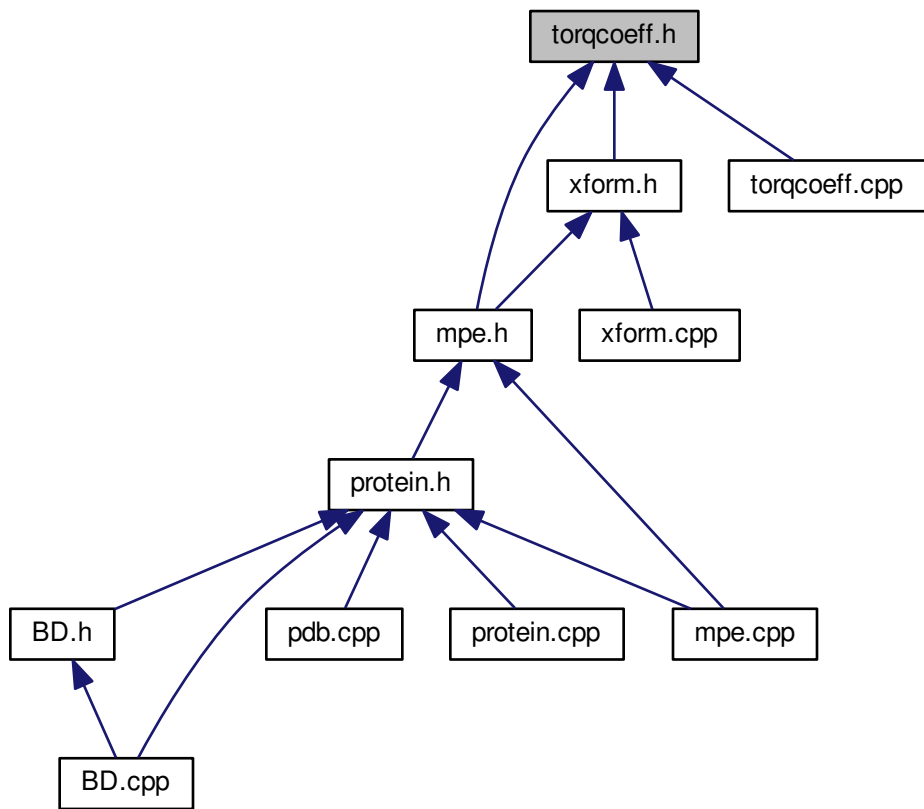 torqcoeff.h
xform.h
torqcoeff.cpp
mpe.h
xform.cpp
protein.h
BD.h
pdb.cpp
protein.cpp
mpe.cpp
BD.cpp